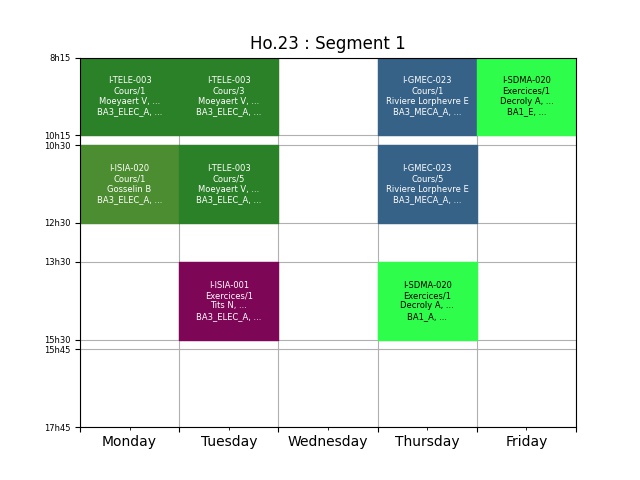 Ho.23 : Segment 1
8h15
I-TELE-003
Cours/1
Moeyaert V, ...
BA3_ELEC_A, ...
I-TELE-003
Cours/3
Moeyaert V, ...
BA3_ELEC_A, ...
I-GMEC-023
Cours/1
Riviere Lorphevre E
BA3_MECA_A, ...
I-SDMA-020
Exercices/1
Decroly A, ...
BA1_E, ...
10h15
10h30
I-ISIA-020
Cours/1
Gosselin B
BA3_ELEC_A, ...
I-TELE-003
Cours/5
Moeyaert V, ...
BA3_ELEC_A, ...
I-GMEC-023
Cours/5
Riviere Lorphevre E
BA3_MECA_A, ...
12h30
13h30
I-ISIA-001
Exercices/1
Tits N, ...
BA3_ELEC_A, ...
I-SDMA-020
Exercices/1
Decroly A, ...
BA1_A, ...
15h30
15h45
17h45
Monday Tuesday Wednesday Thursday Friday